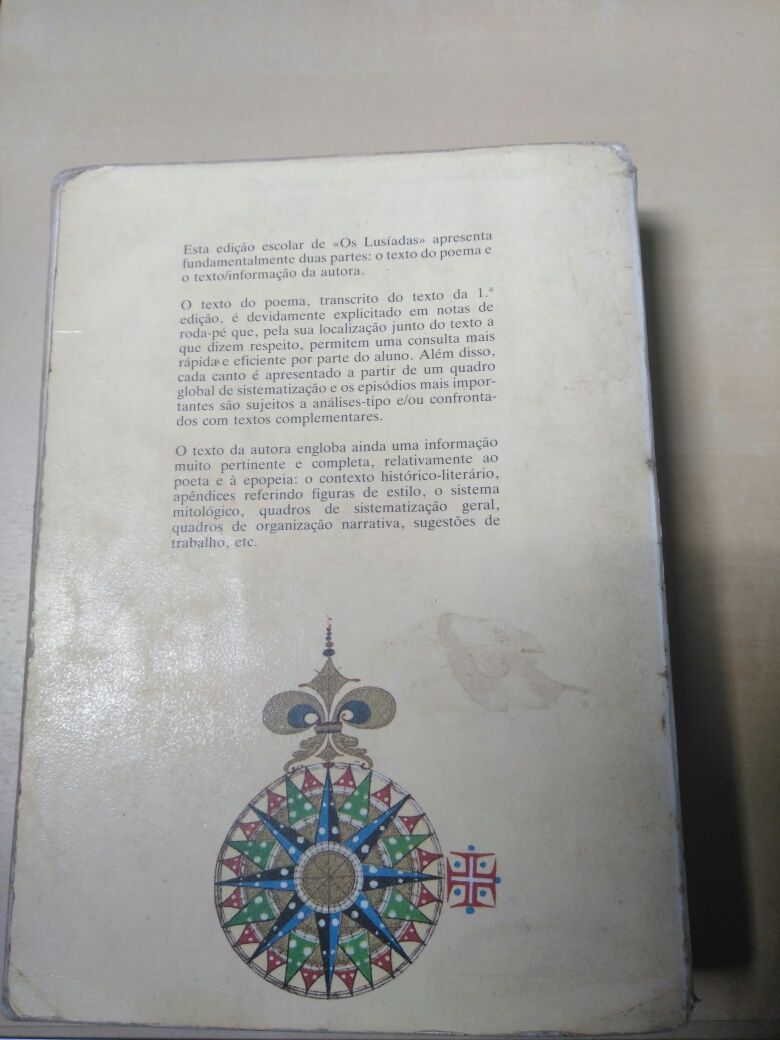 Esta edição escolar de «Os Lusíadas» apresenta
fundamentalmente duas partes: o texto do poema e
o texto/informação da autora.
O texto do poema, transcrito do texto da 1.ª
edição, é devidamente explicitado em notas de
roda-pé que, pela sua localização junto do texto a
que dizem respeito, permitem uma consulta mais
rápida e eficiente por parte do aluno. Além disso,
cada canto é apresentado a partir de um quadro
global de sistematização e os episódios mais impor-
tantes são sujeitos a análises-tipo e/ou confronta-
dos com textos complementares.
O texto da autora engloba ainda uma informação
muito pertinente e completa, relativamente ao
poeta e à epopeia: o contexto histórico-literário,
apêndices referindo figuras de estilo, o sistema
mitológico, quadros de sistematização geral,
quadros de organização narrativa, sugestões de
trabalho, etc.